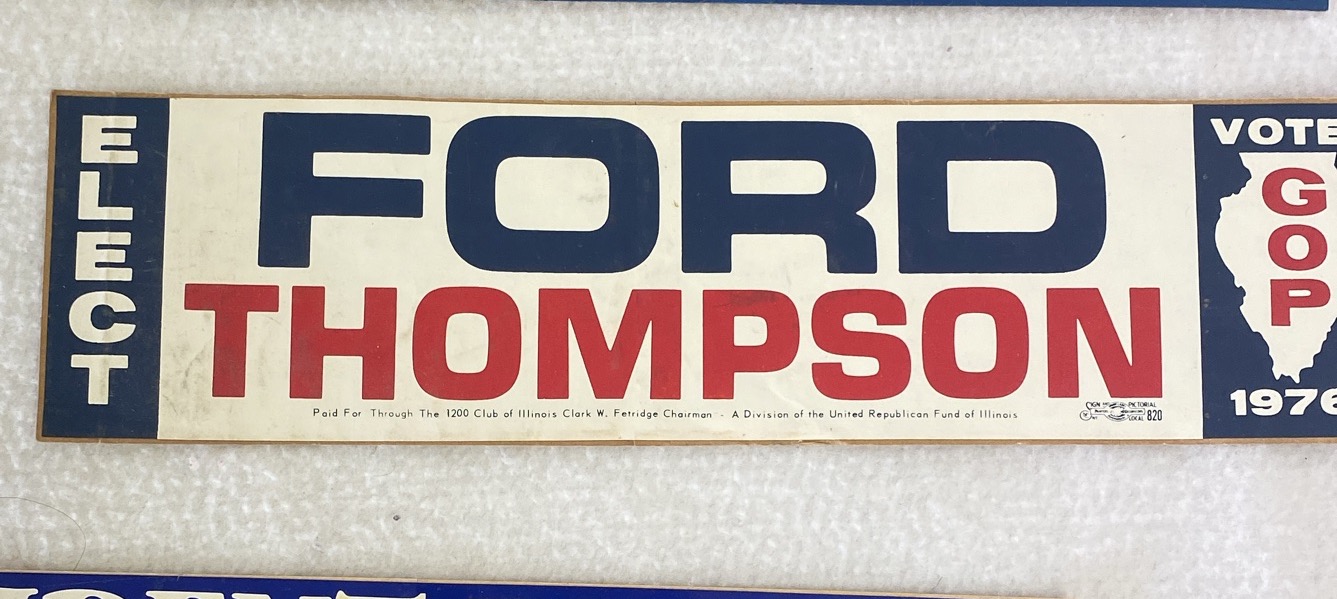 ELECT
FORD
THOMPSON
Paid For Through The 1200 Club of Illinois Clark W. Fetridge Chairman - A Division of the United Republican Fund of Illinois
SIGN PICTORIAL
LOCAL 820
VOTE
GOP
1976